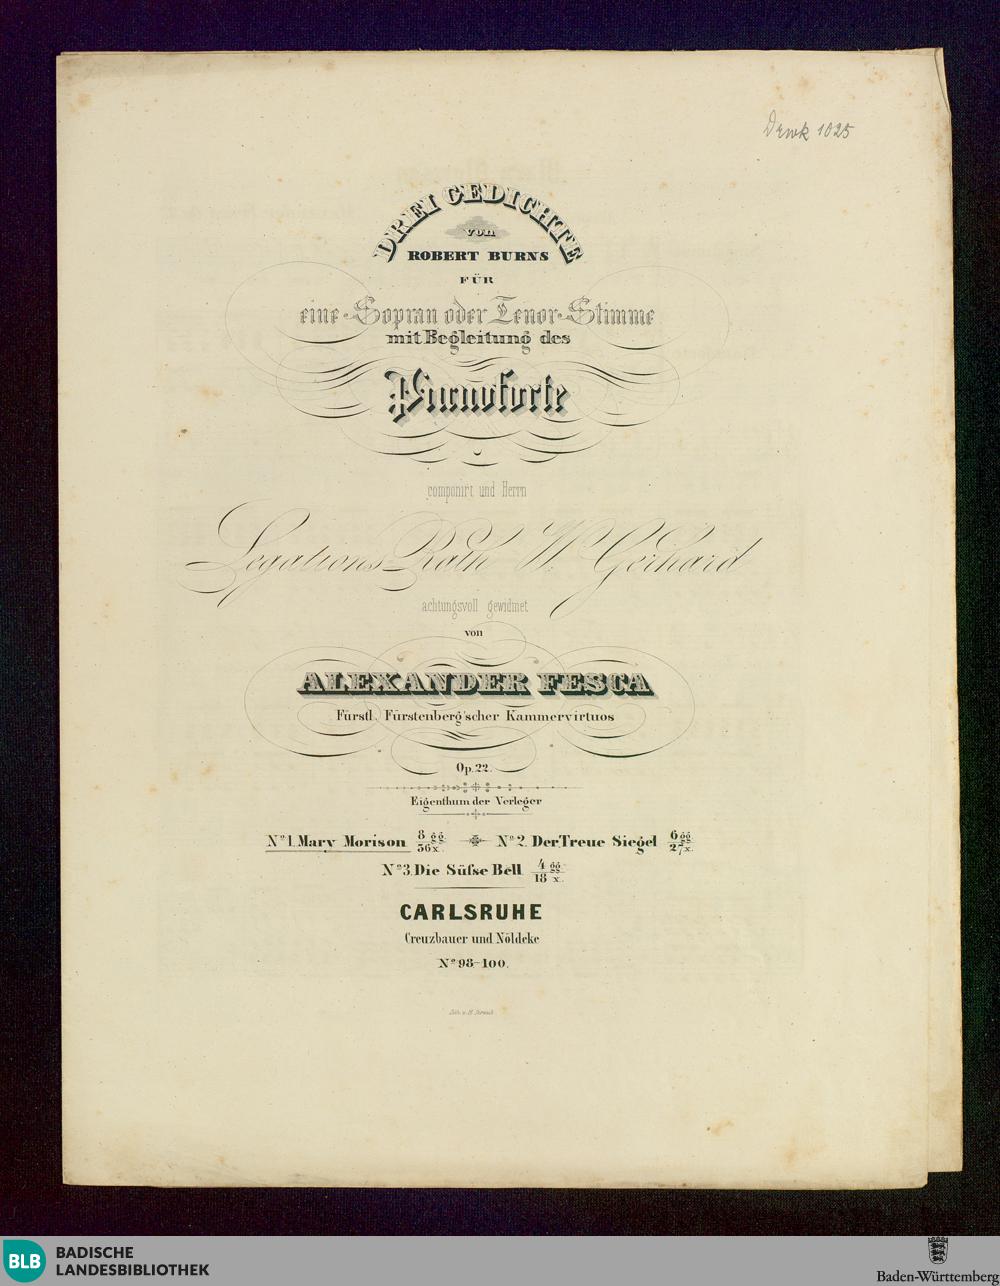 Drwk 1025
DREI GEDICHTE
von
ROBERT BURNS
FÜR
eine Sopran oder Tenor-Stimme
mit Begleitung des
Pianoforte
componirt und Herrn
Legations-Rath W. Gerhard
achtungsvoll gewidmet
von
ALEXANDER FESCA
Fürstl. Fürstenberg'scher Kammervirtuos
Op. 22.
Eigenthum der Verleger
No 1. Mary Morison 8 gg. 36 x. No 2. Der Treue Siegel 6 gg. 27 x.
No 3. Die Süſse Bell 4 gg. 18 x.
CARLSRUHE
Creuzbauer und Nöldeke
No 98-100.
Lith. v. H.
BLB BADISCHE
LANDESBIBLIOTHEK
Baden-Württemberg